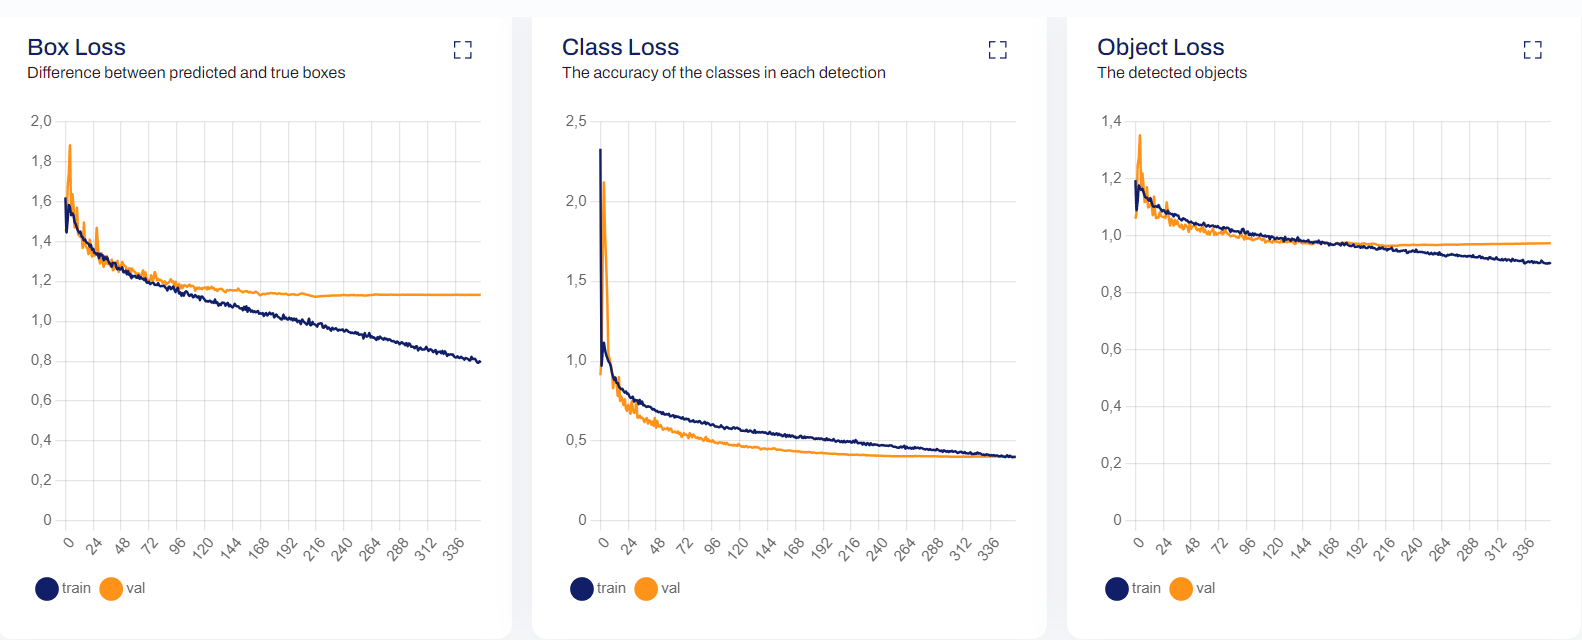 Box Loss
Difference between predicted and true boxes
2,0
1,8
1,6
1,4
1,2
1,0
0,8
0,6
0,4
0,2
0
0 24 48 72 96 120 144 168 192 216 240 264 288 312 336
train val
Class Loss
The accuracy of the classes in each detection
2,5
2,0
1,5
1,0
0,5
0
0 24 48 72 96 120 144 168 192 216 240 264 288 312 336
train val
Object Loss
The detected objects
1,4
1,2
1,0
0,8
0,6
0,4
0,2
0
0 24 48 72 96 120 144 168 192 216 240 264 288 312 336
train val